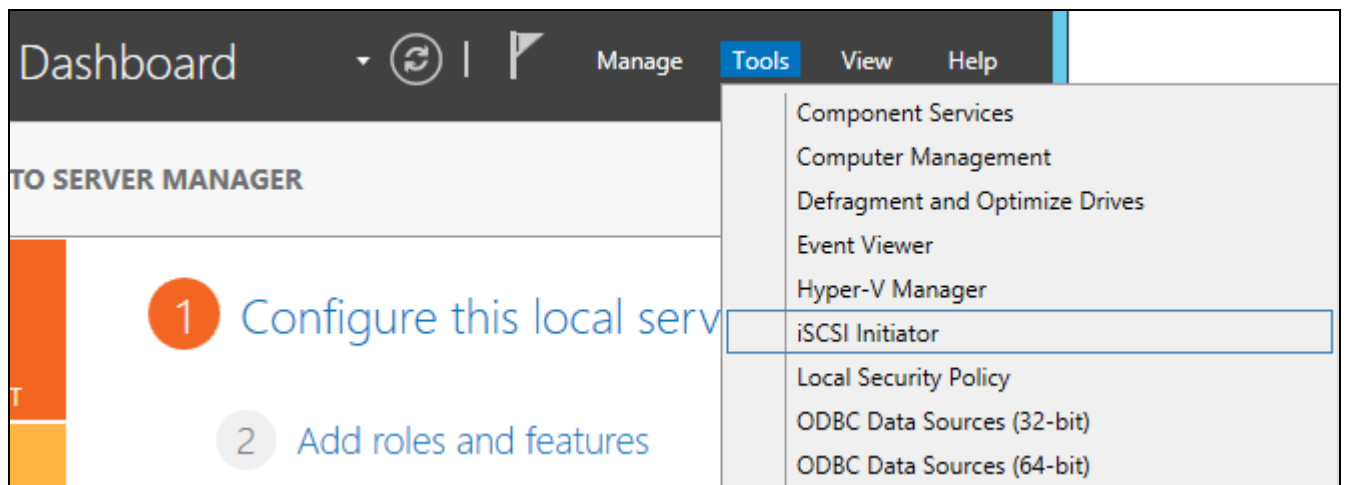 Dashboard
Manage
Tools
View
Help
Component Services
Computer Management
Defragment and Optimize Drives
Event Viewer
Hyper-V Manager
iSCSI Initiator
Local Security Policy
ODBC Data Sources (32-bit)
ODBC Data Sources (64-bit)
TO SERVER MANAGER
T
1 Configure this local serv
2 Add roles and features